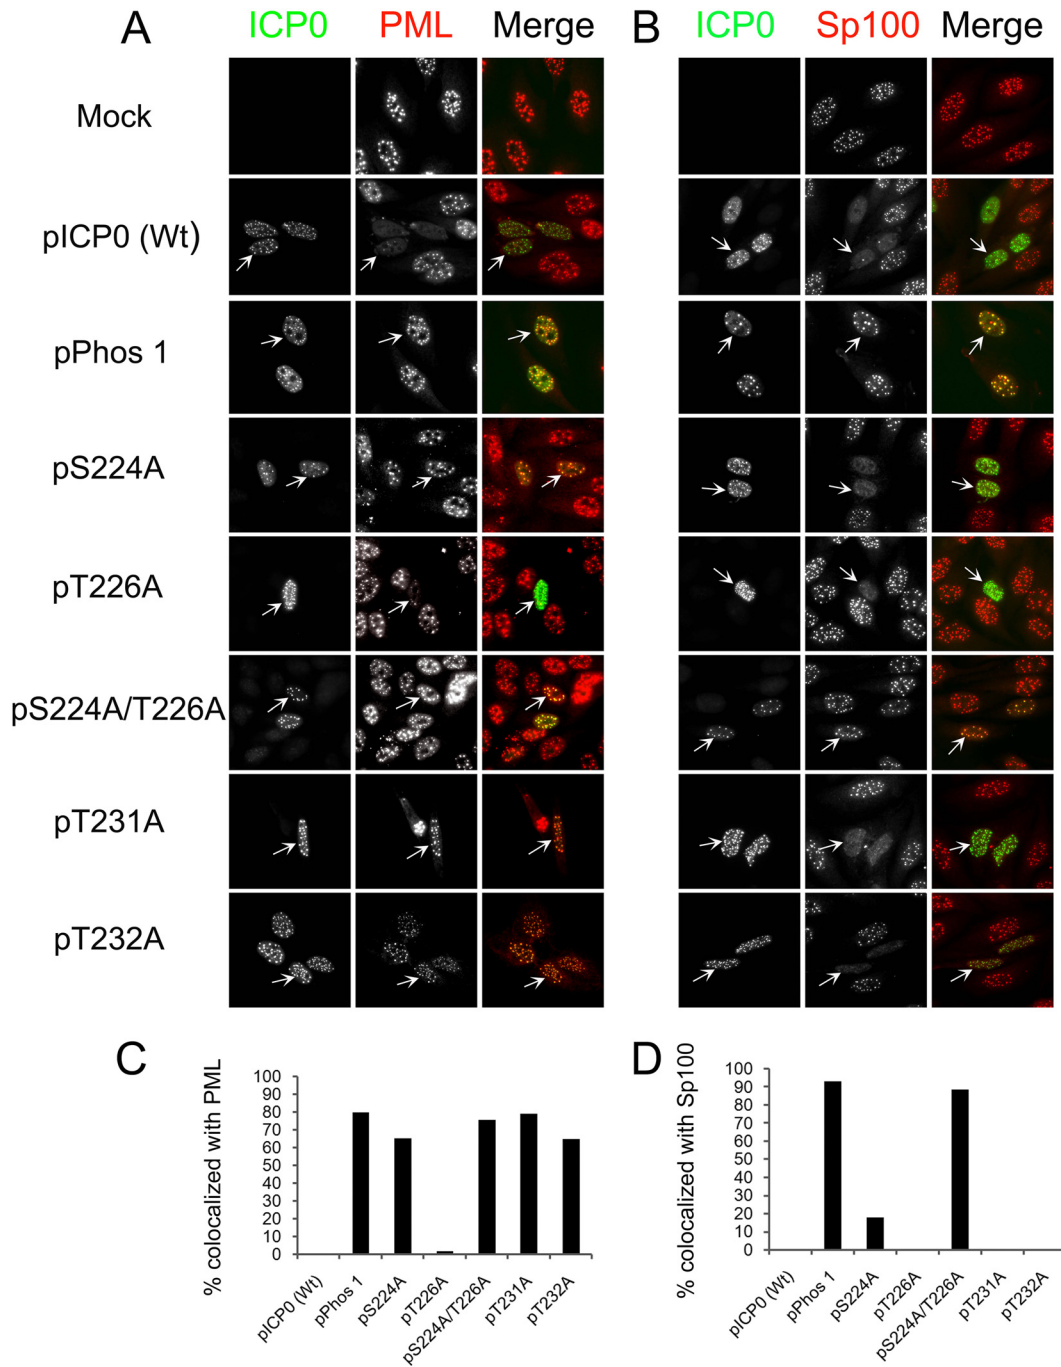 A ICP0 PML Merge B ICP0 Sp100 Merge
Mock
pICP0 (Wt)
pPhos 1
pS224A
pT226A
pS224A/T226A
pT231A
pT232A
C
% colocalized with PML
100
90
80
70
60
50
40
30
20
10
0
pICP0 (Wt)
pPhos 1
pS224A
pT226A
pS224A/T226A
pT231A
pT232A
D
% colocalized with Sp100
100
90
80
70
60
50
40
30
20
10
0
pICP0 (Wt)
pPhos 1
pS224A
pT226A
pS224A/T226A
pT231A
pT232A